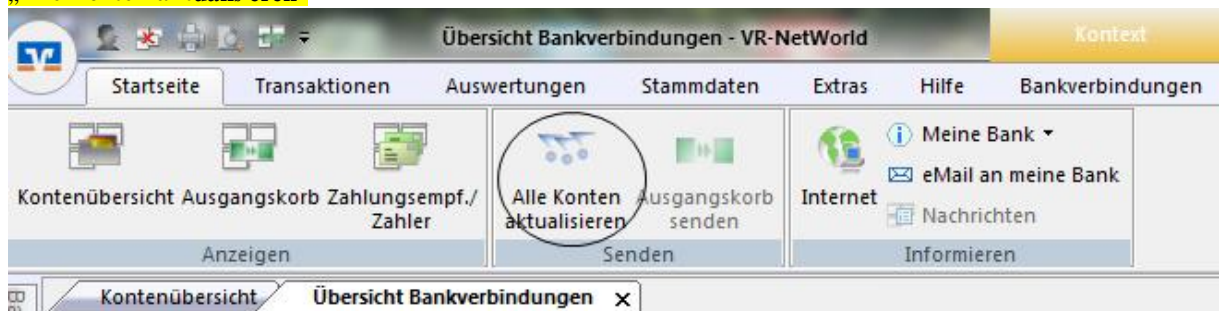 Übersicht Bankverbindungen - VR-NetWorld
Kontext
Startseite Transaktionen Auswertungen Stammdaten Extras Hilfe Bankverbindungen
Kontenübersicht Ausgangskorb Zahlungsempf./ Zahler
Alle Konten aktualisieren
Ausgangskorb senden
Internet
Meine Bank
eMail an meine Bank
Nachrichten
Anzeigen Senden Informieren
Kontenübersicht Übersicht Bankverbindungen x